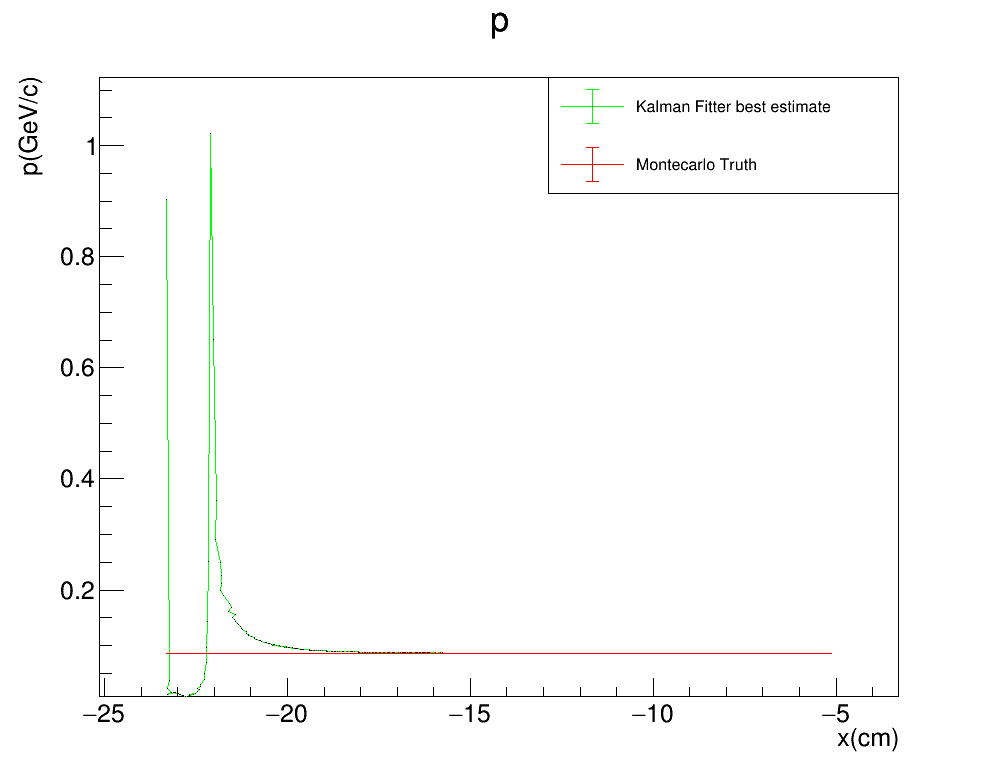 p
p(GeV/c)
Kalman Fitter best estimate
Montecarlo Truth
1
0.8
0.6
0.4
0.2
−25 −20 −15 −10 −5
x(cm)